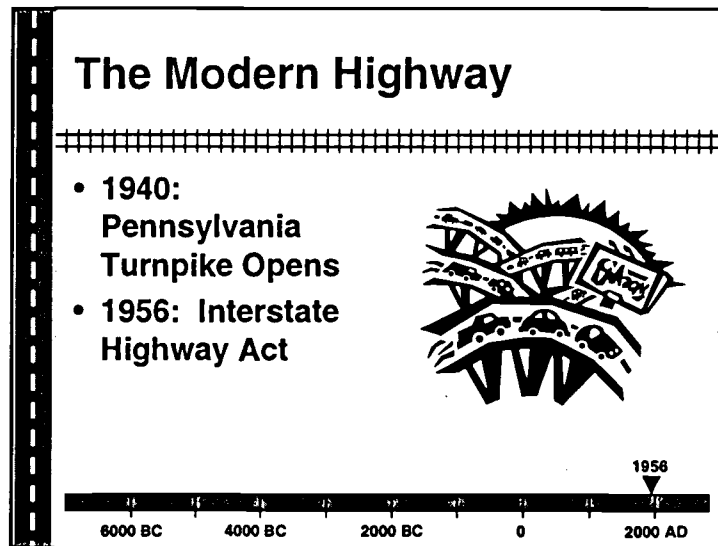 The Modern Highway
• 1940:
Pennsylvania
Turnpike Opens
• 1956: Interstate
Highway Act
1956
6000 BC 4000 BC 2000 BC 0 2000 AD